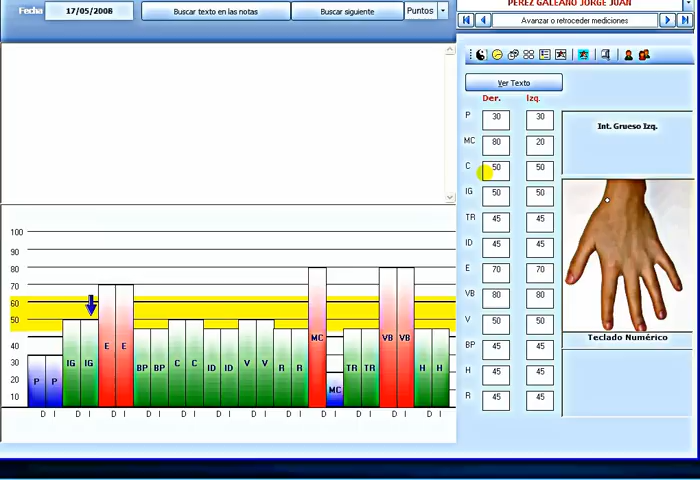 PEREZ GALEANO JORGE JUAN
Fecha 17/05/2008 Buscar texto en las notas Buscar siguiente Puntos
Avanzar o retroceder mediciones
Ver Texto
Der. Izq.
P 30 30
MC 80 20
C 50 50
IG 50 50
TR 45 45
ID 45 45
E 70 70
VB 80 80
V 50 50
BP 45 45
H 45 45
R 45 45
Int. Grueso Izq.
Teclado Numérico
100
90
80
70
60
50
40
30
20
10
P P IG IG E E BP BP C C ID ID V V R R MC MC TR TR VB VB H H
D I D I D I D I D I D I D I D I D I D I D I D I